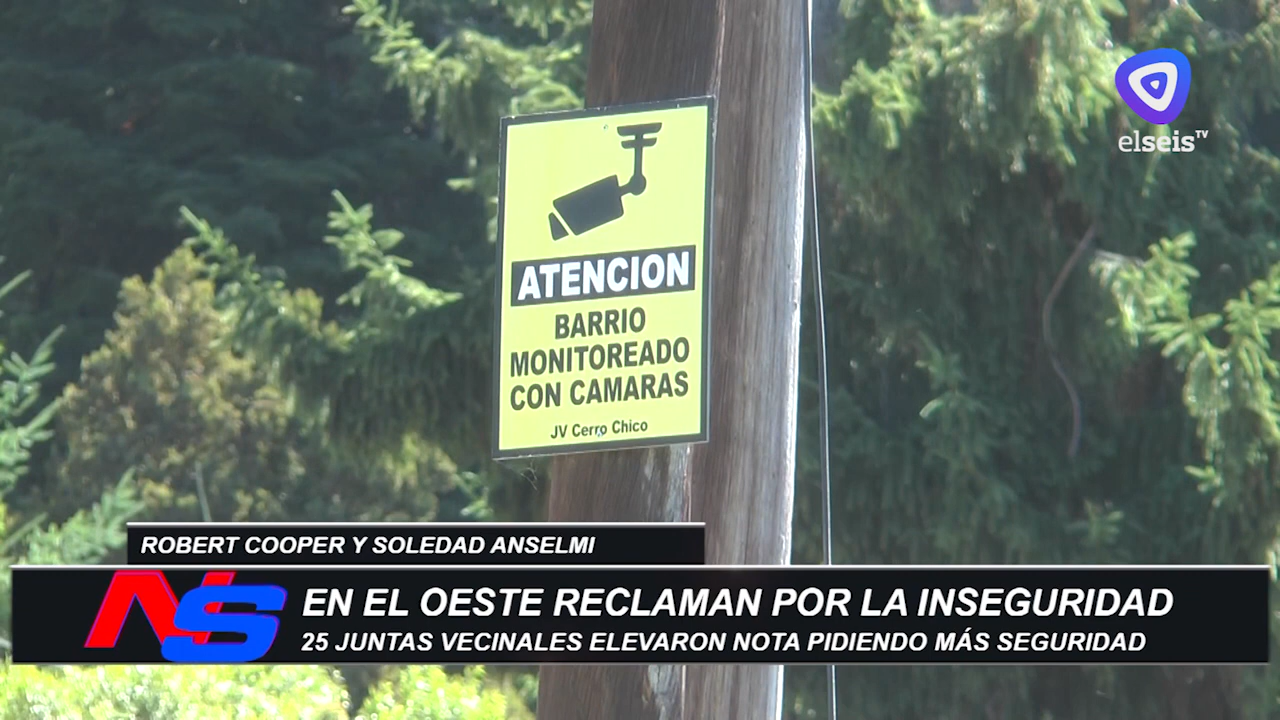 elseis TV
ATENCION
BARRIO
MONITOREADO
CON CAMARAS
JV Cerro Chico
ROBERT COOPER Y SOLEDAD ANSELMI
NS EN EL OESTE RECLAMAN POR LA INSEGURIDAD
25 JUNTAS VECINALES ELEVARON NOTA PIDIENDO MÁS SEGURIDAD